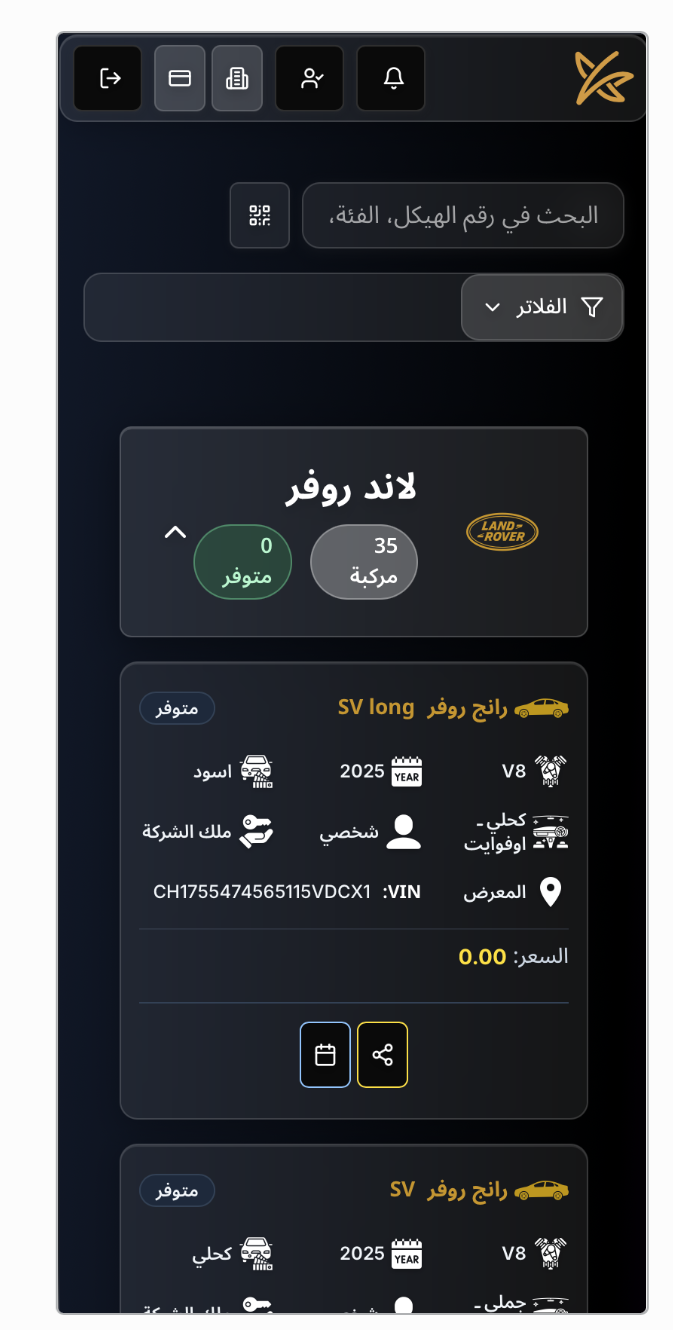 البحث في رقم الهيكل، الفئة،
الفلاتر
لاند روفر
LAND-
-ROVER
35
مركبة
0
متوفر
رانج روفر SV long
متوفر
V8
YEAR 2025
اسود
كحلي-
اوفوايت
شخصي
ملك الشركة
المعرض
VIN: CH1755474565115VDCX1
السعر: 0.00
رانج روفر SV
متوفر
V8
YEAR 2025
كحلي
جملي-